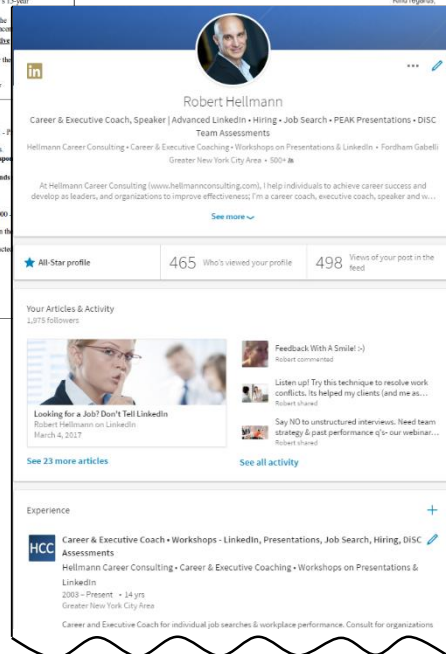 's 15-year
Kind regards,
the
the
in
...
Robert Hellmann
Career & Executive Coach, Speaker | Advanced LinkedIn • Hiring • Job Search • PEAK Presentations • DiSC
Team Assessments
Hellmann Career Consulting • Career & Executive Coaching • Workshops on Presentations & LinkedIn • Fordham Gabelli
Greater New York City Area • 500+
At Hellmann Career Consulting (www.hellmannconsulting.com), I help individuals to achieve career success and
develop as leaders, and organizations to improve effectiveness; I'm a career coach, executive coach, speaker and w...
See more
All-Star profile
465 Who's viewed your profile
498 Views of your post in the
feed
Your Articles & Activity
1,975 followers
Looking for a Job? Don't Tell LinkedIn
Robert Hellmann on LinkedIn
March 4, 2017
See 23 more articles
Feedback With A Smile! :-)
Robert commented
Listen up! Try this technique to resolve work
conflicts. Its helped my clients (and me as...
Robert shared
Say NO to unstructured interviews. Need team
strategy & past performance q's- our webinar...
Robert shared
See all activity
Experience
+
HCC
Career & Executive Coach • Workshops - LinkedIn, Presentations, Job Search, Hiring, DiSC
Assessments
Hellmann Career Consulting • Career & Executive Coaching • Workshops on Presentations &
LinkedIn
2003 – Present • 14 yrs
Greater New York City Area
Career and Executive Coach for individual job searches & workplace performance. Consult for organizations